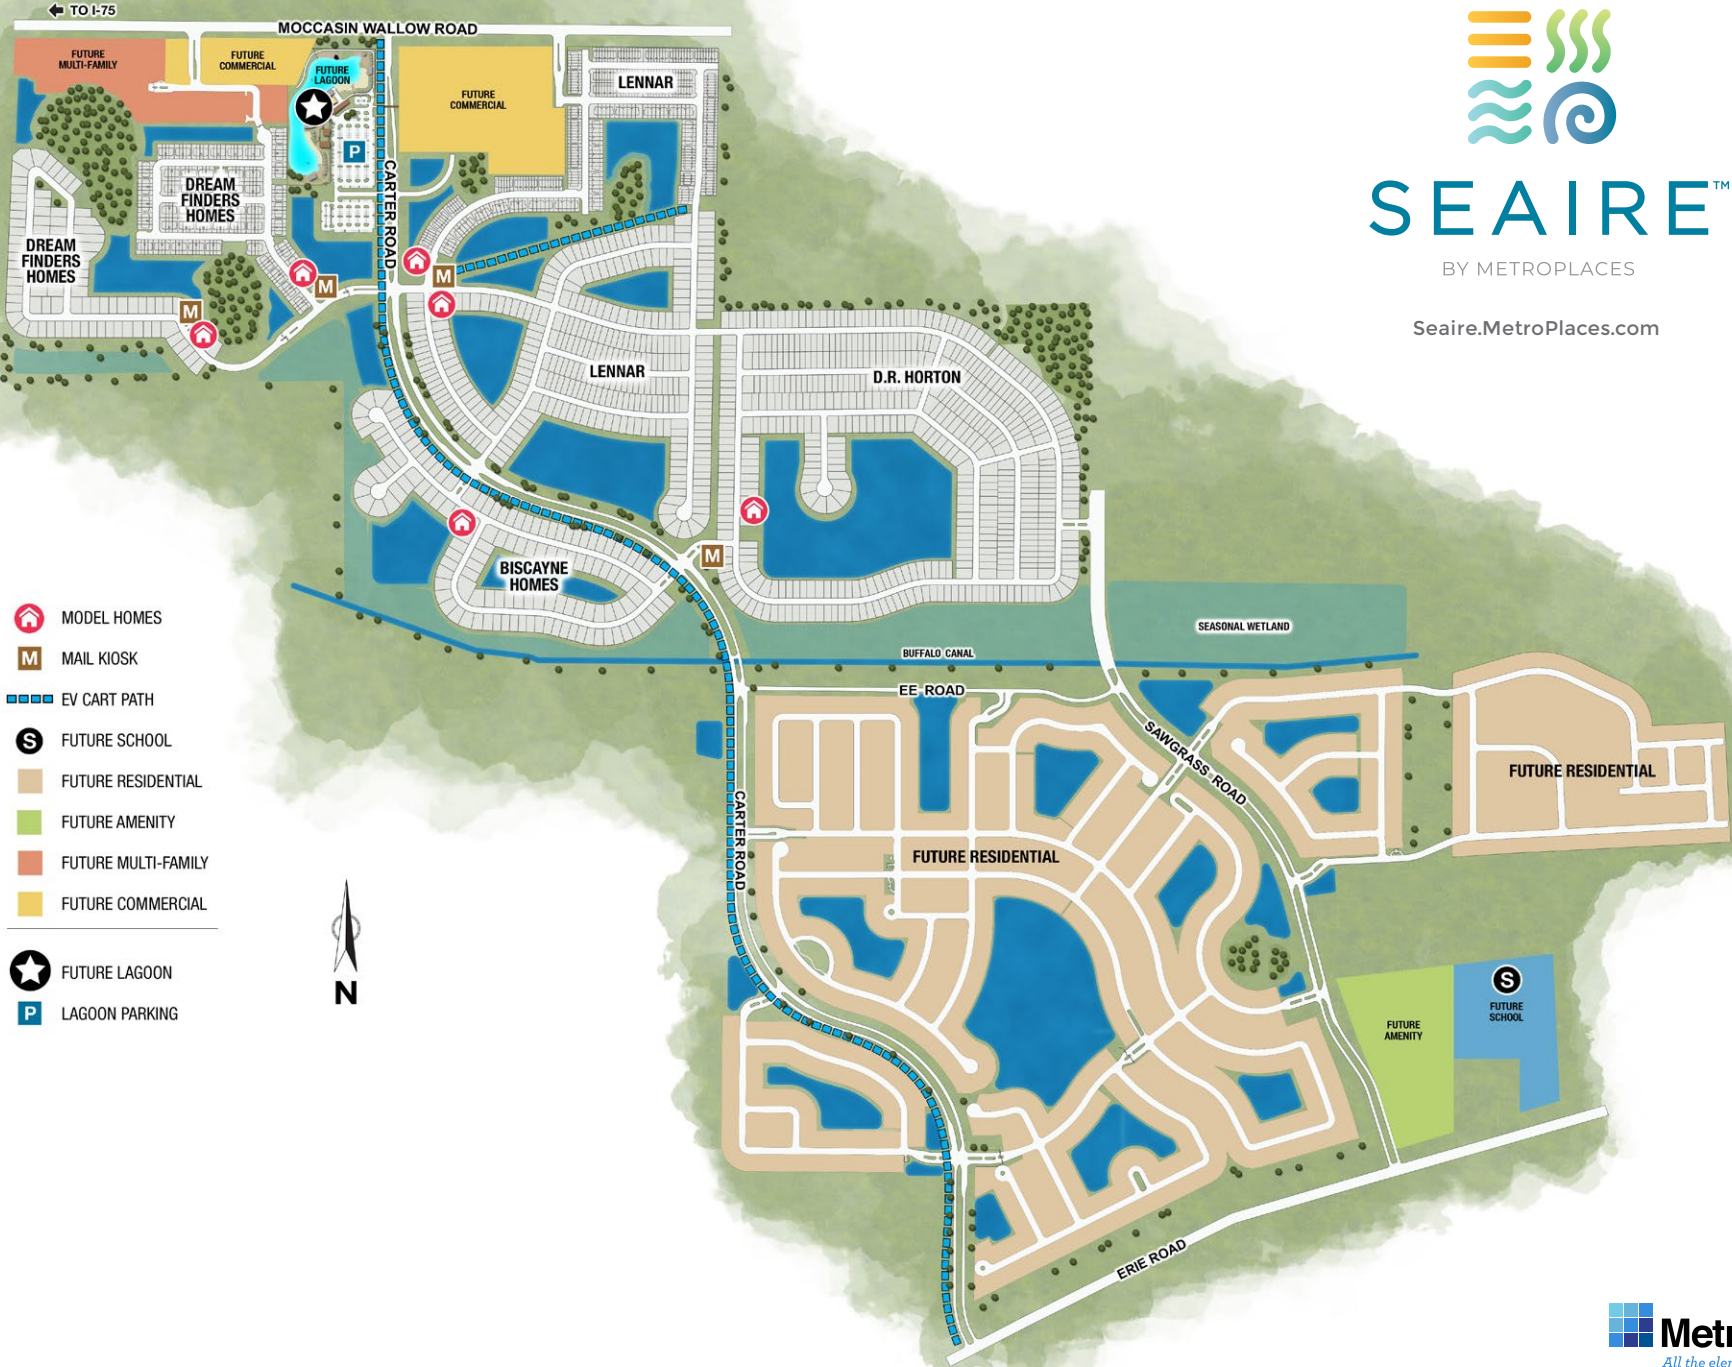 TO I-75
MOCCASIN WALLOW ROAD
FUTURE
MULTI-FAMILY
FUTURE
COMMERCIAL
FUTURE
LAGOON
P
FUTURE
COMMERCIAL
LENNAR
SEAIRE™
BY METROPLACES
Seaire.MetroPlaces.com
CARTER ROAD
DREAM
FINDERS
HOMES
DREAM
FINDERS
HOMES
M
M
M
LENNAR
D.R. HORTON
M
BISCAYNE
HOMES
SEASONAL WETLAND
BUFFALO CANAL
EE ROAD
SAWGRASS ROAD
FUTURE RESIDENTIAL
CARTER ROAD
FUTURE RESIDENTIAL
S
FUTURE
SCHOOL
FUTURE
AMENITY
ERIE ROAD
MODEL HOMES
M MAIL KIOSK
EV CART PATH
S FUTURE SCHOOL
FUTURE RESIDENTIAL
FUTURE AMENITY
FUTURE MULTI-FAMILY
FUTURE COMMERCIAL
FUTURE LAGOON
P LAGOON PARKING
N
All the